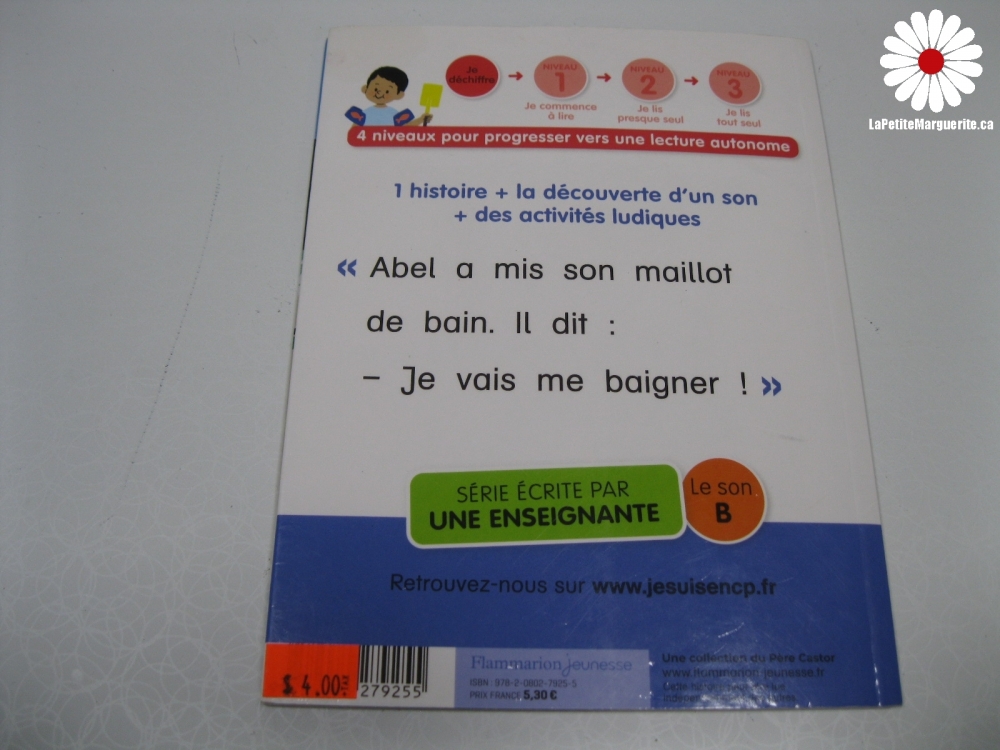 LaPetiteMarguerite.ca
Je déchiffre
NIVEAU 1
Je commence à lire
NIVEAU 2
Je lis presque seul
NIVEAU 3
Je lis tout seul
4 niveaux pour progresser vers une lecture autonome
1 histoire + la découverte d'un son
+ des activités ludiques
« Abel a mis son maillot
de bain. Il dit :
– Je vais me baigner ! »
SÉRIE ÉCRITE PAR
UNE ENSEIGNANTE
Le son
B
Retrouvez-nous sur www.jesuisencp.fr
$ 4.00
279255
Flammarion jeunesse
ISBN : 978-2-0802-7925-5
PRIX FRANCE 5,30 €
Une collection du Père Castor
www.flammarion-jeunesse.fr